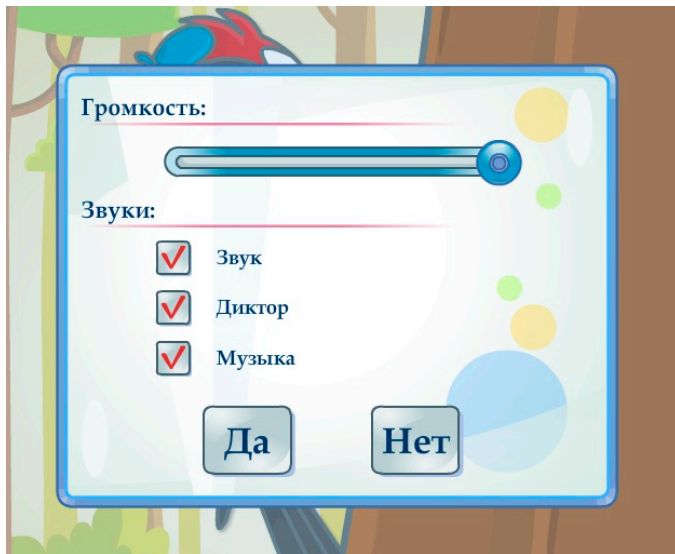 Громкость:
Звуки:
Звук
Диктор
Музыка
Да Нет